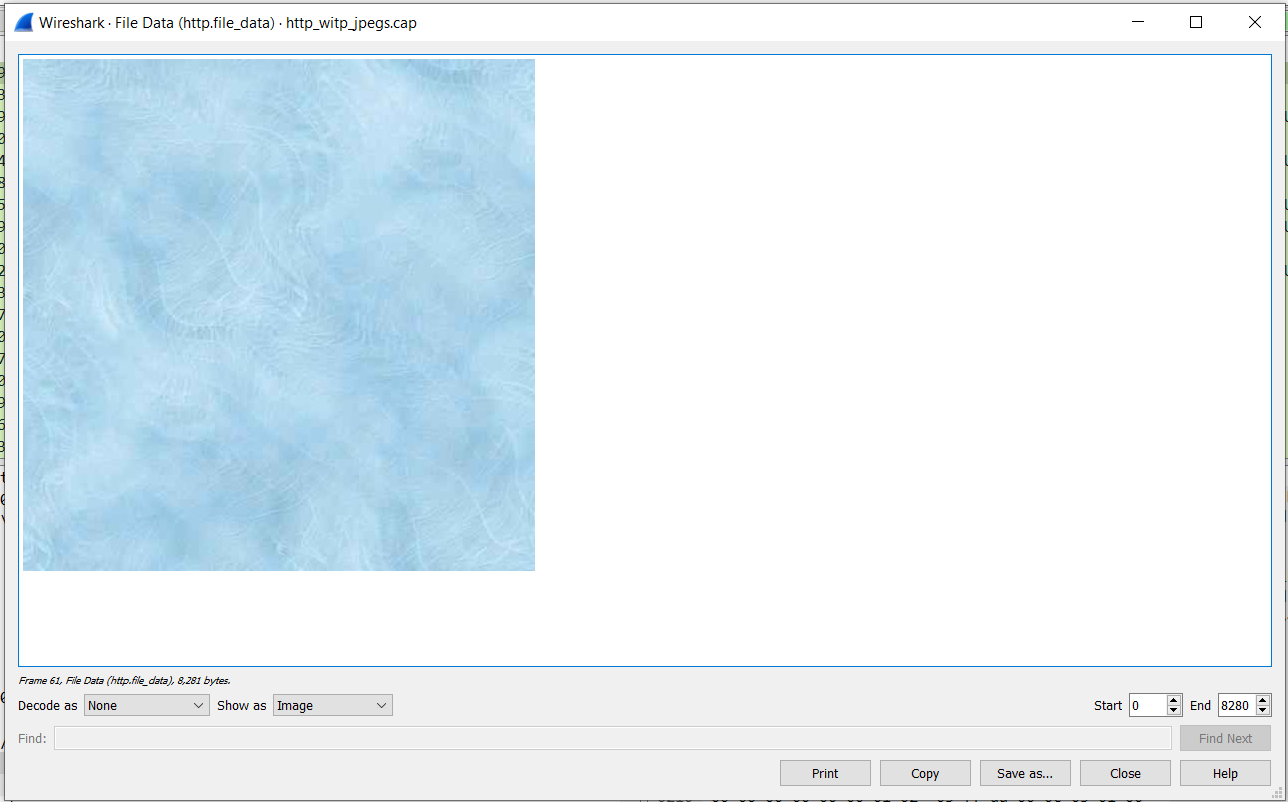 Wireshark · File Data (http.file_data) · http_witp_jpegs.cap
Frame 61, File Data (http.file_data), 8,281 bytes.
Decode as None Show as Image Start 0 End 8280
Find: Find Next
Print Copy Save as... Close Help